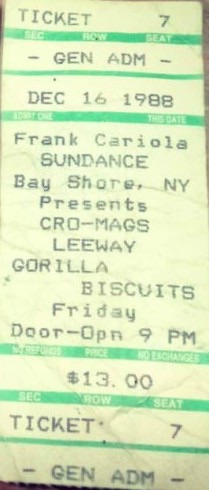 TICKET 7
SEC ROW SEAT
- GEN ADM -
DEC 16 1988
ADMIT ONE THIS DATE
Frank Cariola
SUNDANCE
Bay Shore, NY
Presents
CRO-MAGS
LEEWAY
GORILLA
BISCUITS
Friday
Door-Opn 9 PM
NO REFUNDS PRICE NO EXCHANGES
$13.00
SEC ROW SEAT
TICKET 7
- GEN ADM -